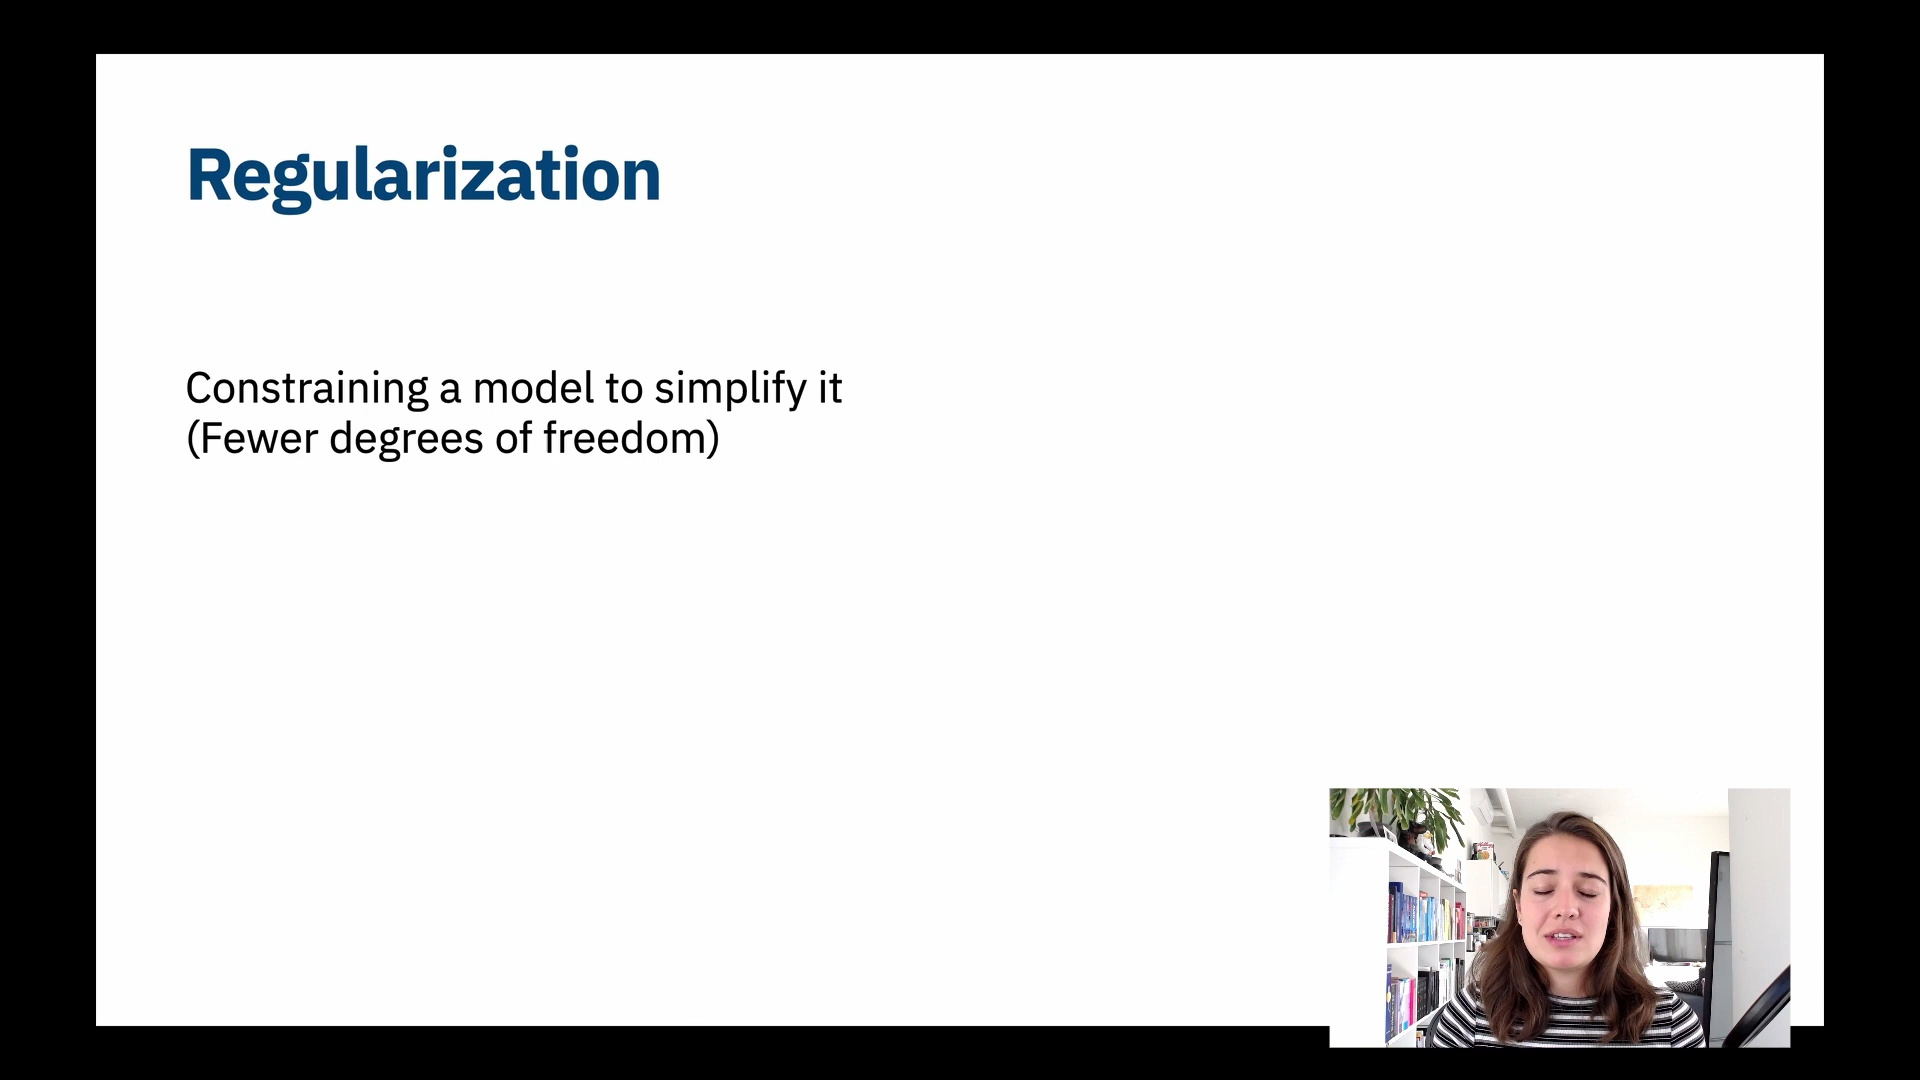 Regularization
Constraining a model to simplify it
(Fewer degrees of freedom)